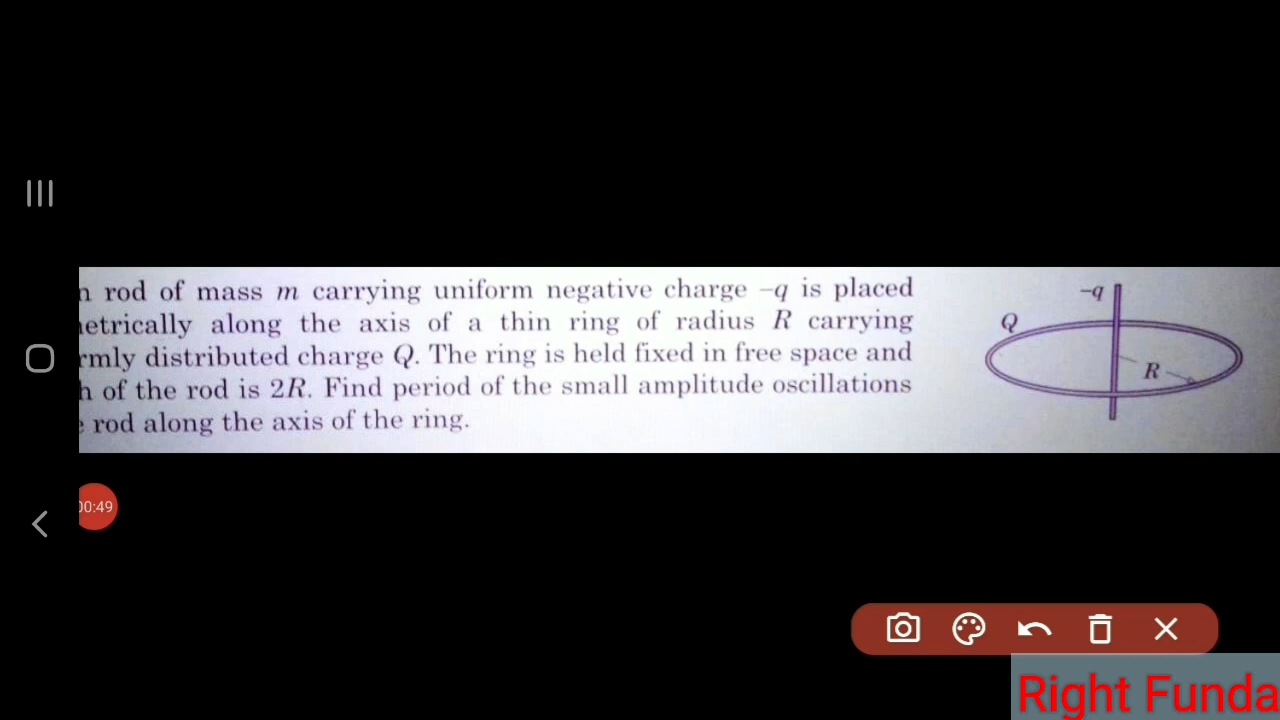 rod of mass m carrying uniform negative charge –q is placed
etrically along the axis of a thin ring of radius R carrying
rmly distributed charge Q. The ring is held fixed in free space and
h of the rod is 2R. Find period of the small amplitude oscillations
rod along the axis of the ring.
–q
Q
R
00:49
Right Funda